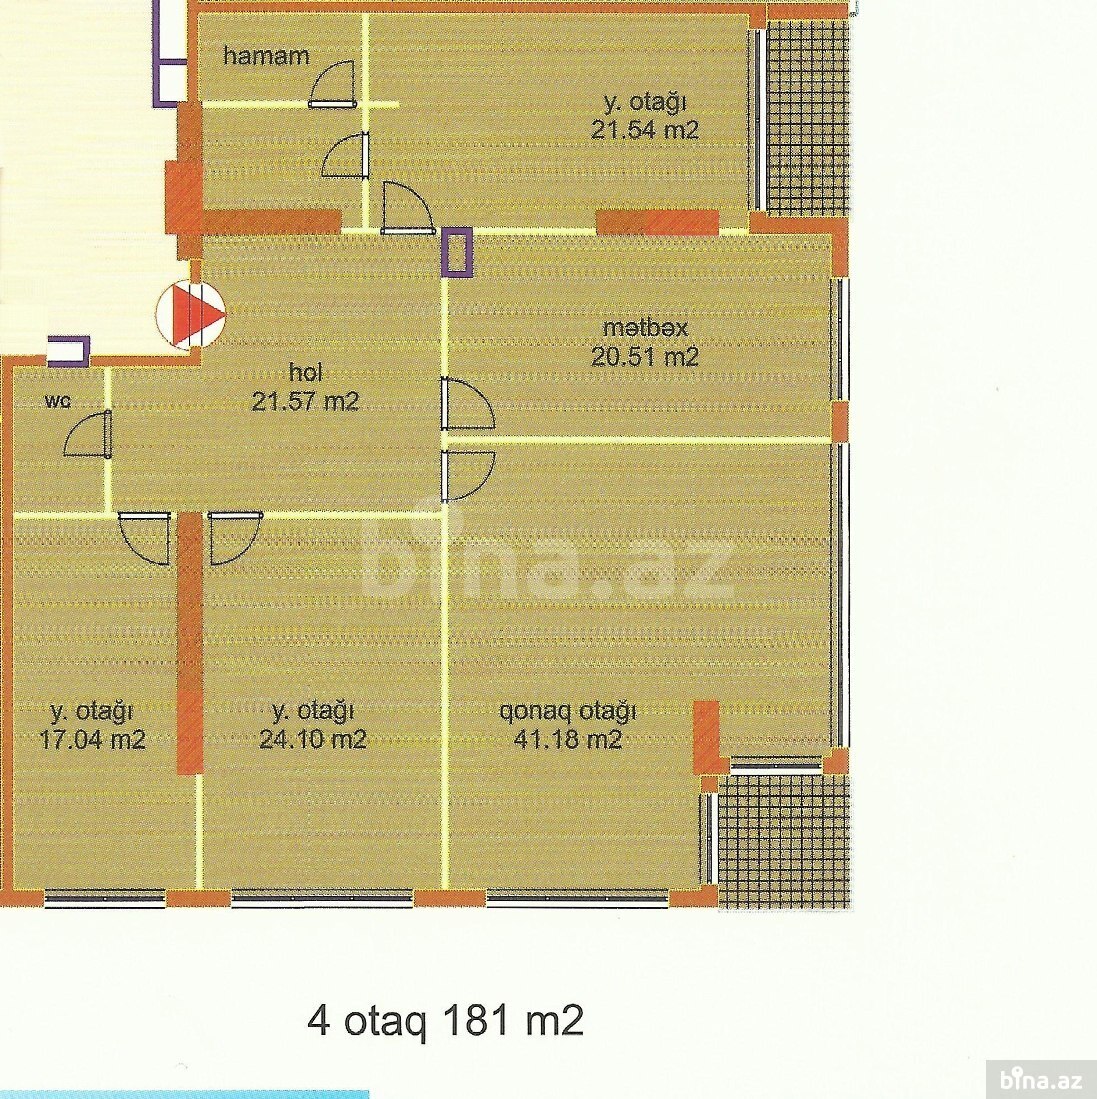 hamam
y. otağı
21.54 m2
mətbəx
20.51 m2
hol
21.57 m2
wc
bina.az
y. otağı
17.04 m2
y. otağı
24.10 m2
qonaq otağı
41.18 m2
4 otaq 181 m2
bina.az